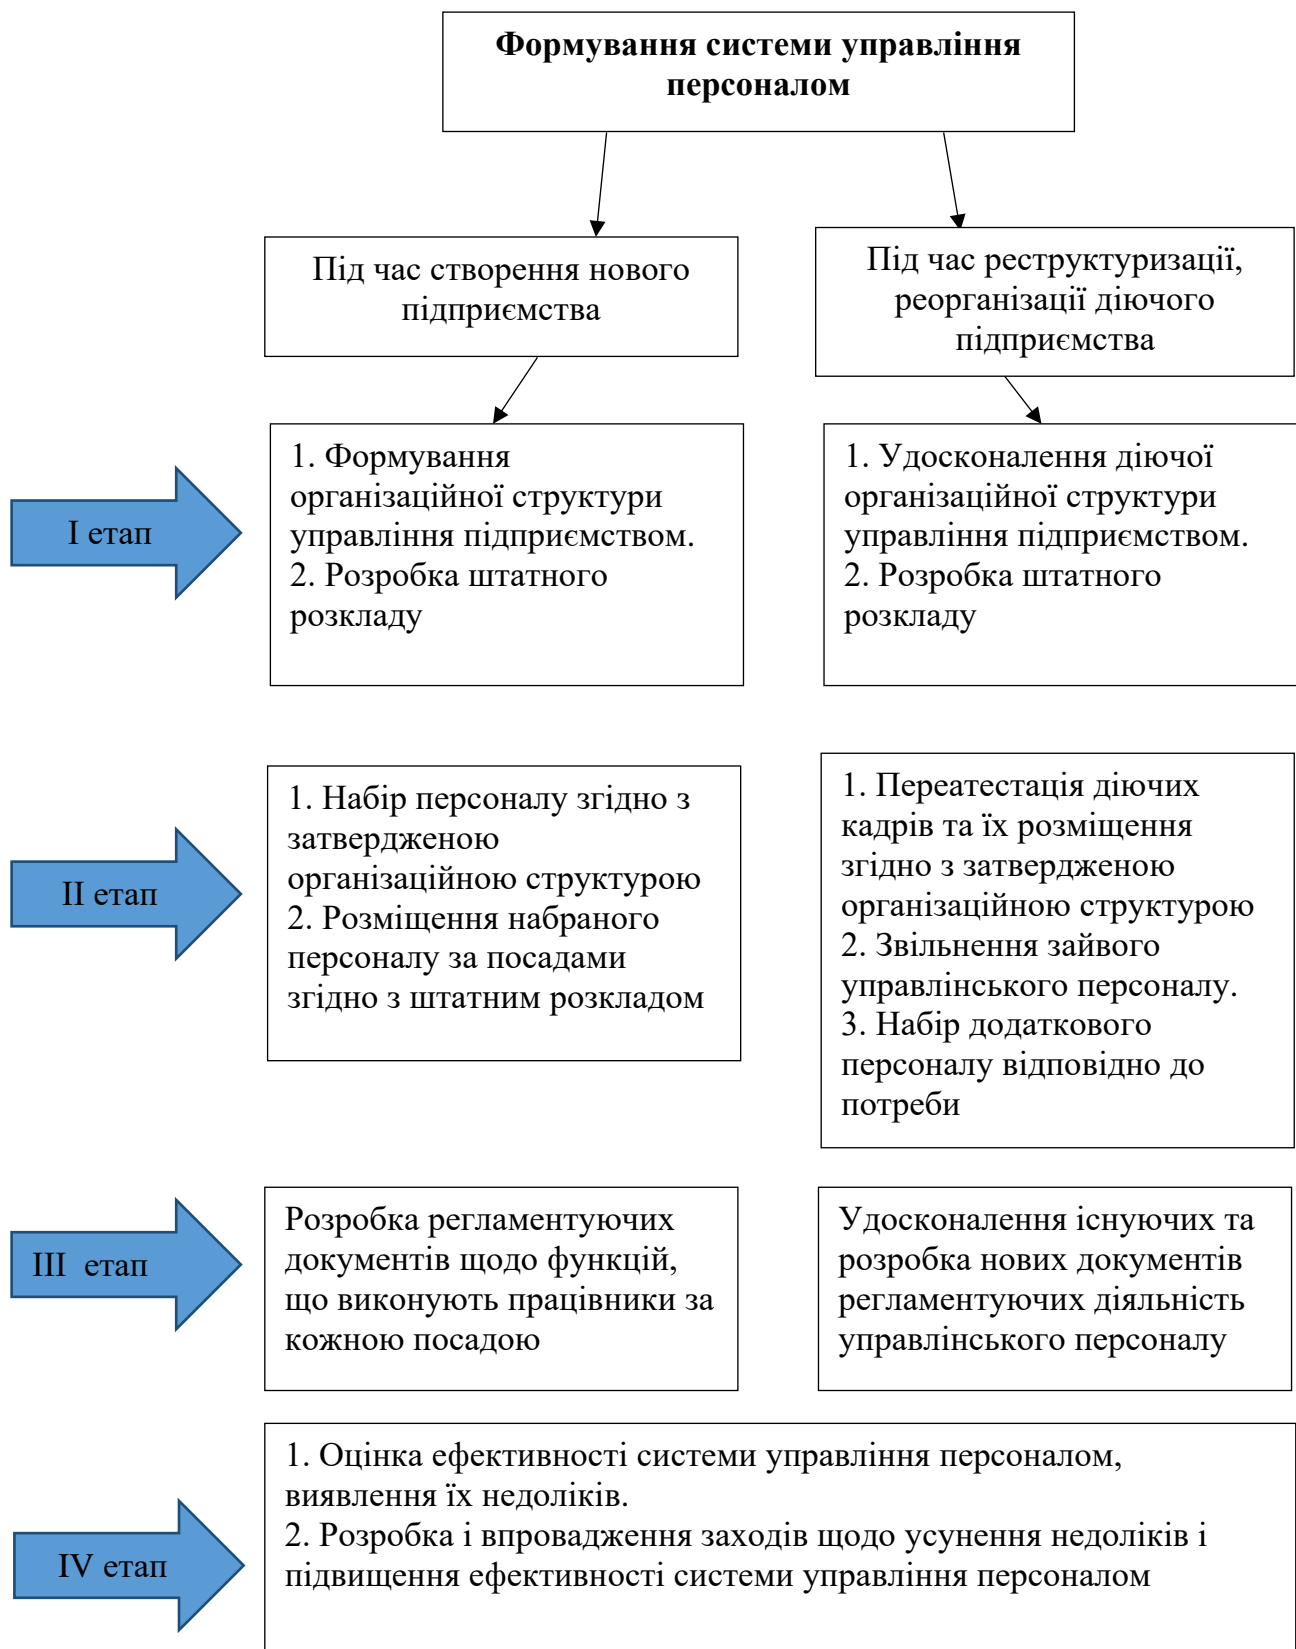 Формування системи управління
персоналом
Під час створення нового
підприємства
Під час реструктуризації,
реорганізації діючого
підприємства
I етап
1. Формування
організаційної структури
управління підприємством.
2. Розробка штатного
розкладу
1. Удосконалення діючої
організаційної структури
управління підприємством.
2. Розробка штатного
розкладу
II етап
1. Набір персоналу згідно з
затвердженою
організаційною структурою
2. Розміщення набраного
персоналу за посадами
згідно з штатним розкладом
1. Переатестація діючих
кадрів та їх розміщення
згідно з затвердженою
організаційною структурою
2. Звільнення зайвого
управлінського персоналу.
3. Набір додаткового
персоналу відповідно до
потреби
III етап
Розробка регламентуючих
документів щодо функцій,
що виконують працівники за
кожною посадою
Удосконалення існуючих та
розробка нових документів
регламентуючих діяльність
управлінського персоналу
IV етап
1. Оцінка ефективності системи управління персоналом,
виявлення їх недоліків.
2. Розробка і впровадження заходів щодо усунення недоліків і
підвищення ефективності системи управління персоналом